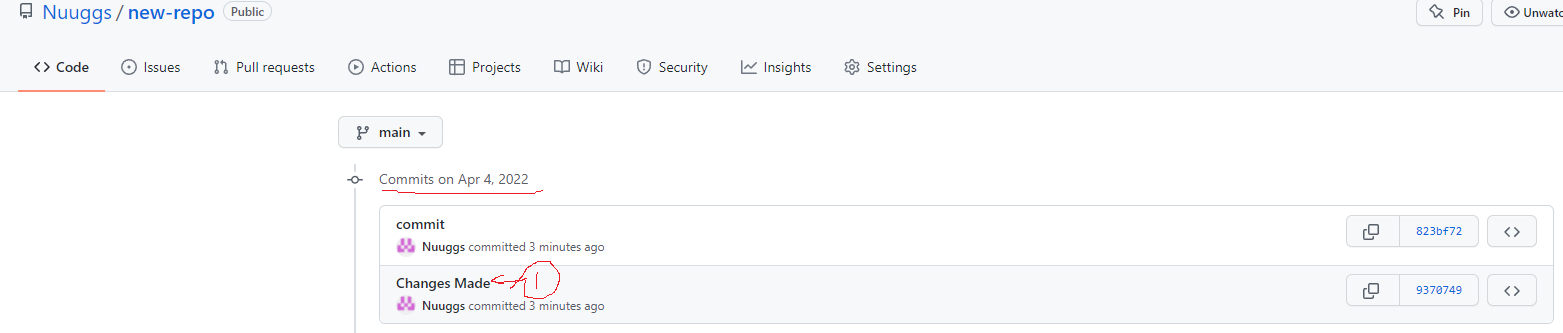 Nuuggs / new-repo Public Pin Unwatc
Code Issues Pull requests Actions Projects Wiki Security Insights Settings
main
Commits on Apr 4, 2022
commit
823bf72
Nuuggs committed 3 minutes ago
Changes Made
1
9370749
Nuuggs committed 3 minutes ago